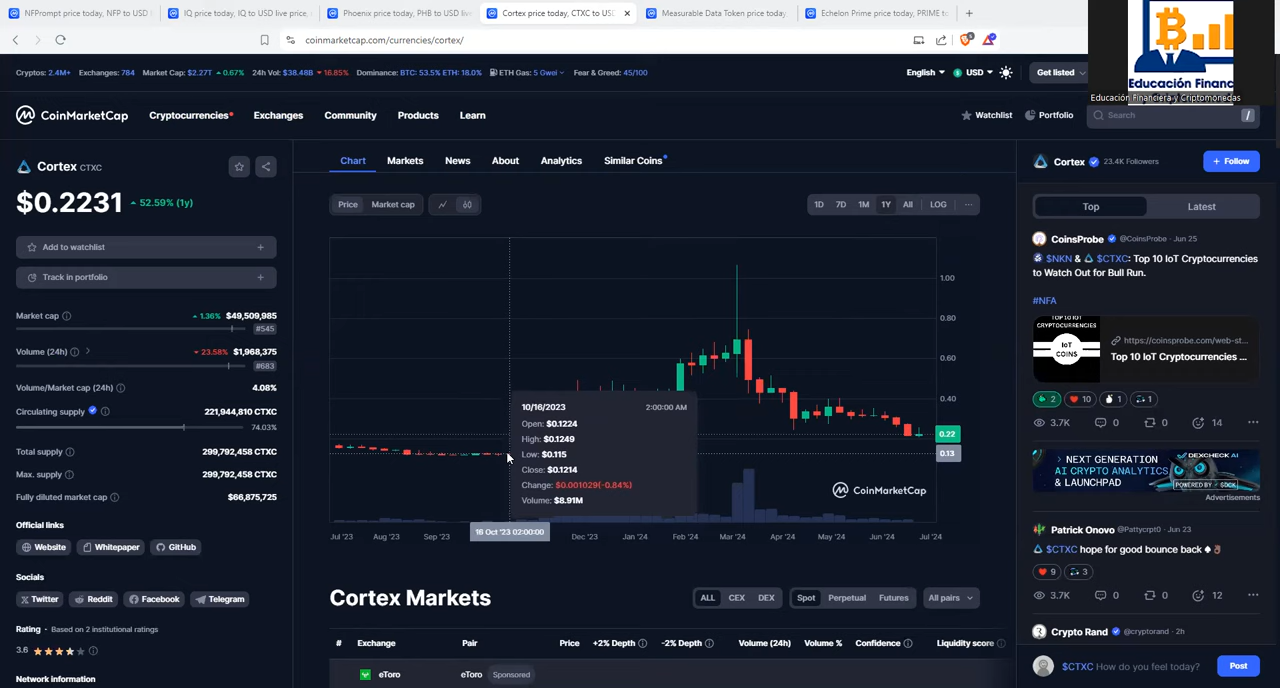 NFPrompt price today, NFP to USD
IQ price today, IQ to USD live price,
Phoenix price today, PHB to USD live
Cortex price today, CTXC to USD
Measurable Data Token price today,
Echelon Prime price today, PRIME to
coinmarketcap.com/currencies/cortex/
Educación Financ
Educación Financiera y Criptomonedas
Cryptos: 2.4M+ Exchanges: 784 Market Cap: $2.27T 0.67% 24h Vol: $38.48B 16.85% Dominance: BTC: 53.5% ETH: 18.0% ETH Gas: 5 Gwei Fear & Greed: 45/100
English USD Get listed
CoinMarketCap Cryptocurrencies Exchanges Community Products Learn
Watchlist Portfolio Search /
Cortex CTXC
$0.2231 52.59% (1y)
Add to watchlist +
Track in portfolio +
Market cap 1.36% $49,509,985
#545
Volume (24h) 23.58% $1,968,375
#683
Volume/Market cap (24h) 4.08%
Circulating supply 221,944,810 CTXC
74.03%
Total supply 299,792,458 CTXC
Max. supply 299,792,458 CTXC
Fully diluted market cap $66,875,725
Official links
Website Whitepaper GitHub
Socials
Twitter Reddit Facebook Telegram
Rating · Based on 2 institutional ratings
3.6
Network information
Chart Markets News About Analytics Similar Coins
Price Market cap
1D 7D 1M 1Y All LOG ...
1.00
0.80
0.60
0.40
0.22
0.13
10/16/2023 2:00:00 AM
Open: $0.1224
High: $0.1249
Low: $0.115
Close: $0.1214
Change: $0.001029(-0.84%)
Volume: $8.91M
CoinMarketCap
Jul '23 Aug '23 Sep '23 16 Oct '23 02:00:00 Dec '23 Jan '24 Feb '24 Mar '24 Apr '24 May '24 Jun '24 Jul '24
Cortex Markets
ALL CEX DEX Spot Perpetual Futures All pairs
# Exchange Pair Price +2% Depth -2% Depth Volume (24h) Volume % Confidence Liquidity score
eToro eToro Sponsored
Cortex 23.4K Followers + Follow
Top Latest
CoinsProbe @CoinsProbe · Jun 25
$NKN & $CTXC: Top 10 IoT Cryptocurrencies
to Watch Out for Bull Run.
#NFA
TOP 10 IOT
CRYPTOCURRENCIES
IoT
COINS
https://coinsprobe.com/web-st...
Top 10 IoT Cryptocurrencies ...
2 10 1 1
3.7K 0 0 14 ...
NEXT GENERATION
AI CRYPTO ANALYTICS
& LAUNCHPAD
DEXCHECK AI
POWERED BY $DCK
Advertisements
Patrick Onovo @Pattycrpt0 · Jun 23
$CTXC hope for good bounce back
9 3
3.7K 0 0 12 ...
Crypto Rand @cryptorand · 2h
$CTXC How do you feel today? Post